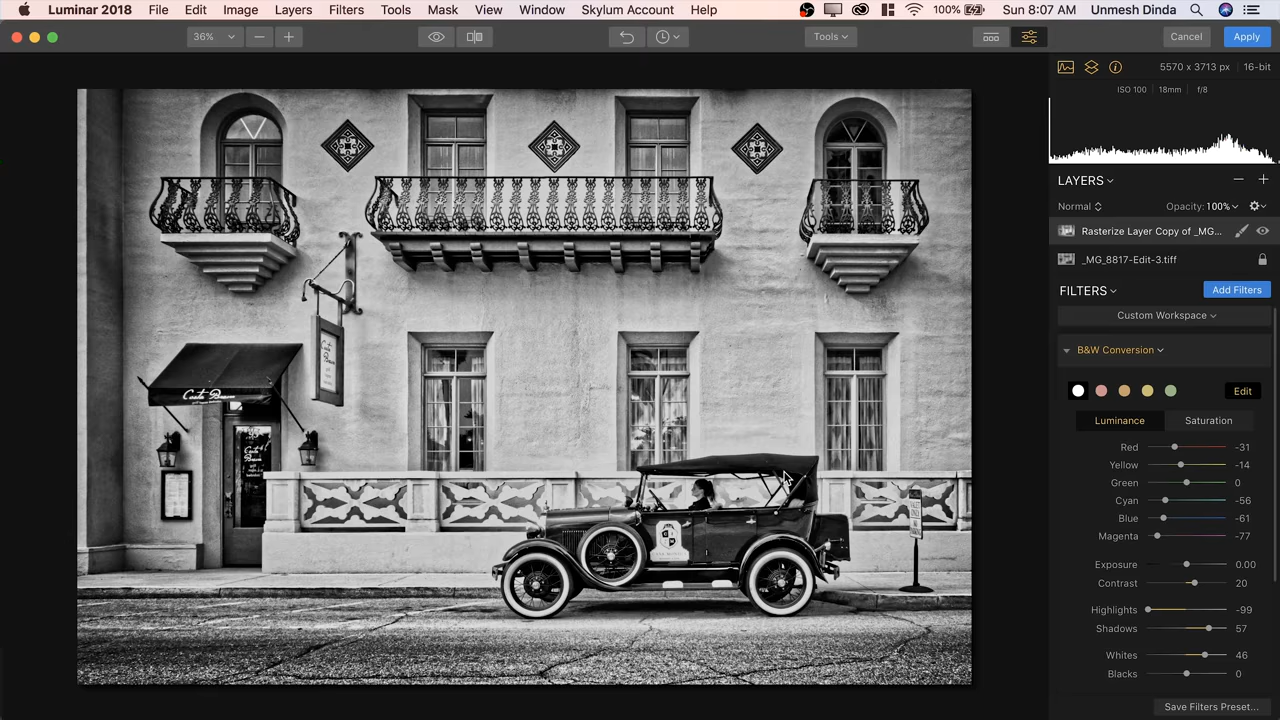 Luminar 2018 File Edit Image Layers Filters Tools Mask View Window Skylum Account Help 100% Sun 8:07 AM Unmesh Dinda
36% Tools Cancel Apply
5570 x 3713 px 16-bit
ISO 100 18mm f/8
LAYERS
Normal Opacity: 100%
Rasterize Layer Copy of _MG...
_MG_8817-Edit-3.tiff
FILTERS Add Filters
Custom Workspace
B&W Conversion
Edit
Luminance Saturation
Red -31
Yellow -14
Green 0
Cyan -56
Blue -61
Magenta -77
Exposure 0.00
Contrast 20
Highlights -99
Shadows 57
Whites 46
Blacks 0
Save Filters Preset...